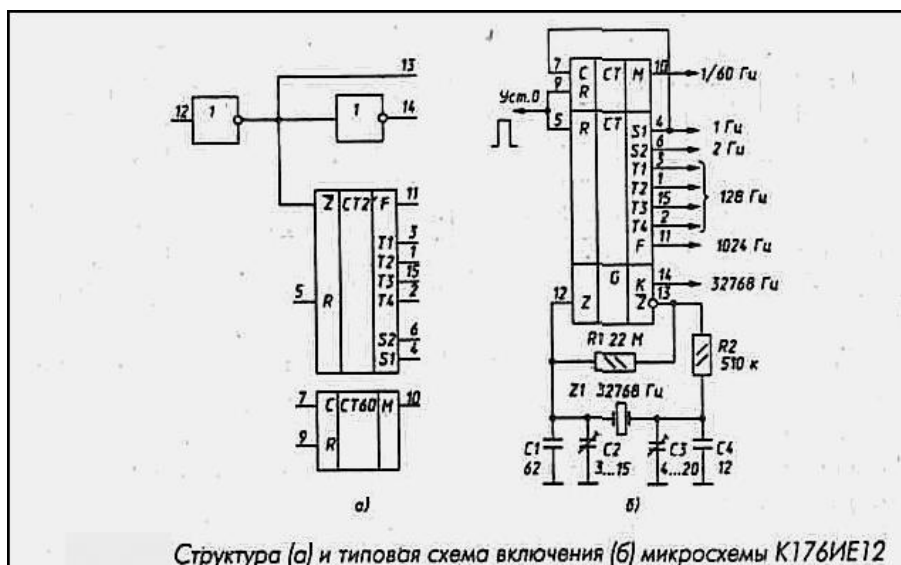 12
1
1
13
14
Z СТ2 F 11
T1 3
T2 1
T3 15
T4 2
5 R
S2 6
S1 4
7 C СТ60 М 10
9 R
а)
7 C СТ М 10 1/60 Гц
9 R
Уст.0
5 R СТ S1 4 1 Гц
S2 6 2 Гц
T1 3
T2 1
T3 15 128 Гц
T4 2
F 11 1024 Гц
G K 14 32768 Гц
12 Z Z 13
R1 22 М
R2
510 к
Z1 32768 Гц
C1
62
C2
3...15
C3
4...20
C4
12
б)
Структура (а) и типовая схема включения (б) микросхемы К176ИЕ12